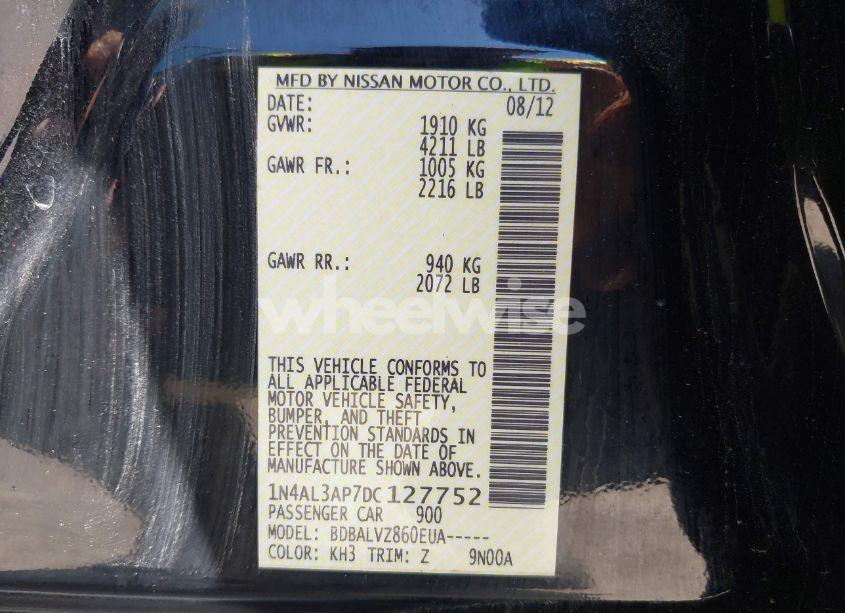 MFD BY NISSAN MOTOR CO., LTD.
DATE: 08/12
GVWR: 1910 KG
4211 LB
GAWR FR.: 1005 KG
2216 LB
GAWR RR.: 940 KG
2072 LB
wheelwise
THIS VEHICLE CONFORMS TO
ALL APPLICABLE FEDERAL
MOTOR VEHICLE SAFETY,
BUMPER, AND THEFT
PREVENTION STANDARDS IN
EFFECT ON THE DATE OF
MANUFACTURE SHOWN ABOVE.
1N4AL3AP7DC127752
PASSENGER CAR 900
MODEL: BDBALVZ860EUA-----
COLOR: KH3 TRIM: Z 9N00A